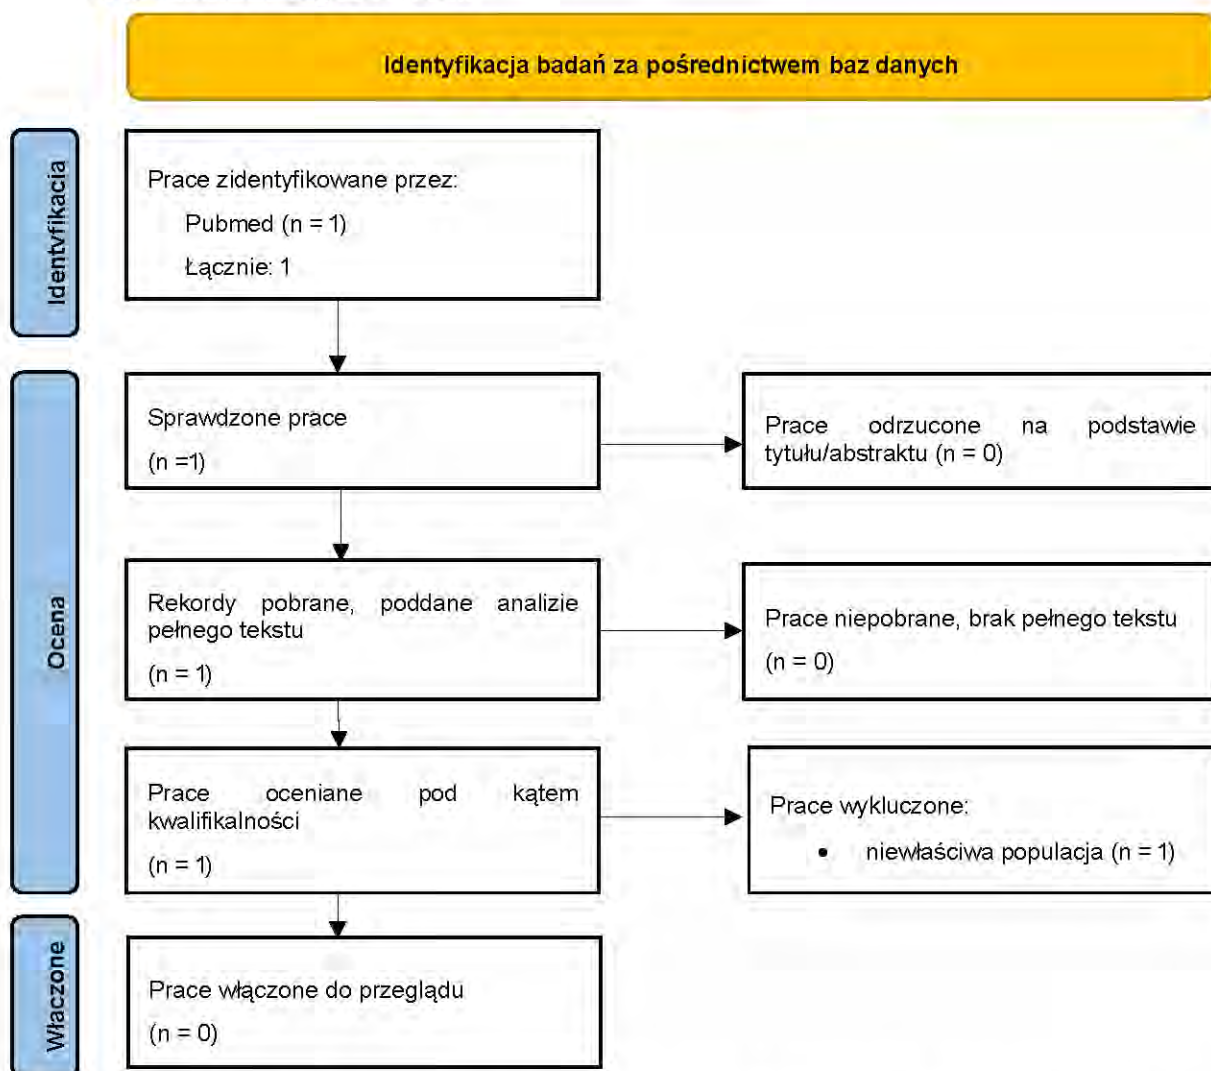 Identyfikacja badań za pośrednictwem baz danych
Identyfikacja
Prace zidentyfikowane przez:
Pubmed (n = 1)
Łącznie: 1
Ocena
Sprawdzone prace
(n =1)
Prace odrzucone na podstawie
tytułu/abstraktu (n = 0)
Rekordy pobrane, poddane analizie
pełnego tekstu
(n = 1)
Prace niepobrane, brak pełnego tekstu
(n = 0)
Prace oceniane pod kątem
kwalifikalności
(n = 1)
Prace wykluczone:
• niewłaściwa populacja (n = 1)
Włączone
Prace włączone do przeglądu
(n = 0)